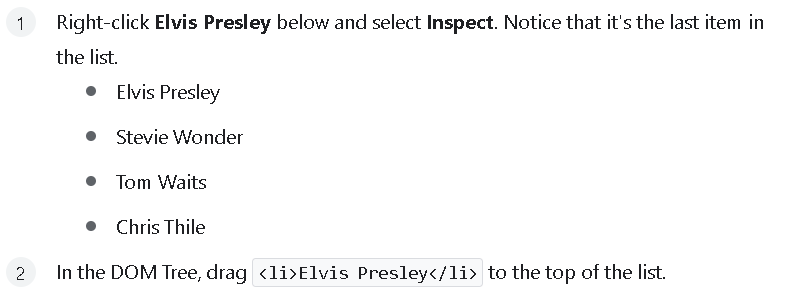 1 Right-click Elvis Presley below and select Inspect. Notice that it's the last item in
the list.
Elvis Presley
Stevie Wonder
Tom Waits
Chris Thile
2 In the DOM Tree, drag <li>Elvis Presley</li> to the top of the list.